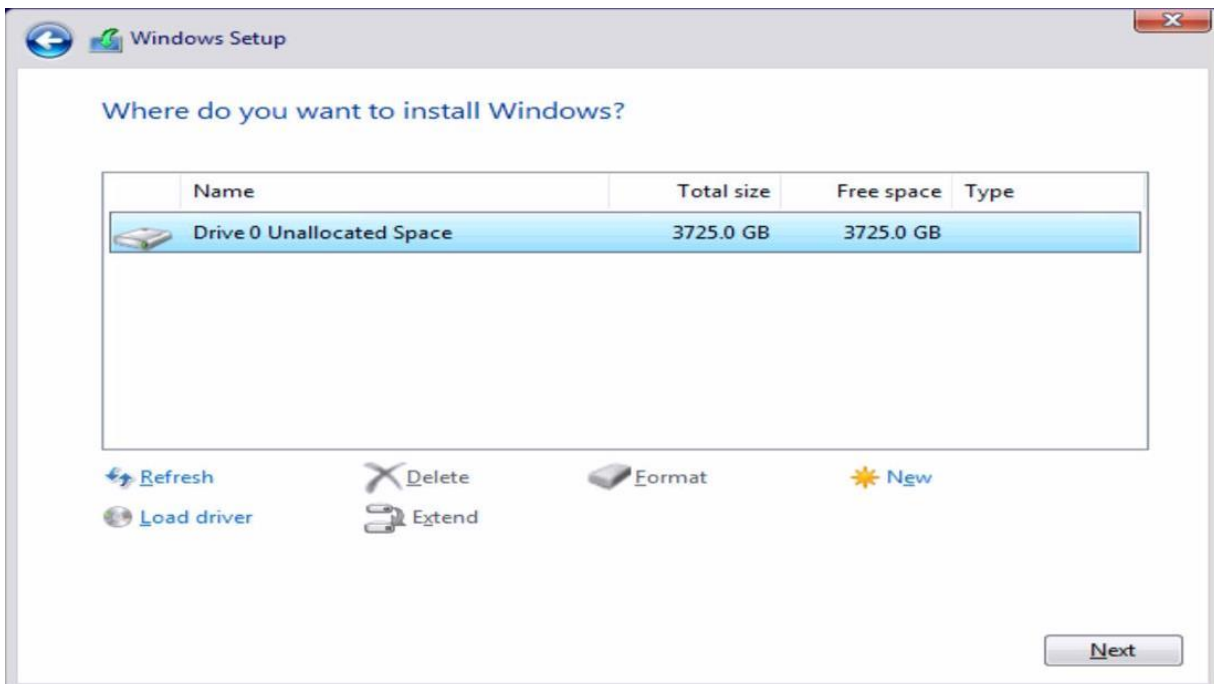 Windows Setup
Where do you want to install Windows?
Name Total size Free space Type
Drive 0 Unallocated Space 3725.0 GB 3725.0 GB
Refresh Delete Format New
Load driver Extend
Next